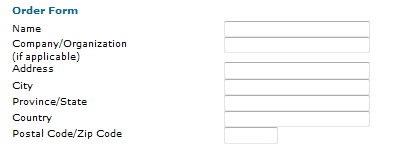 Order Form
Name
Company/Organization
(if applicable)
Address
City
Province/State
Country
Postal Code/Zip Code